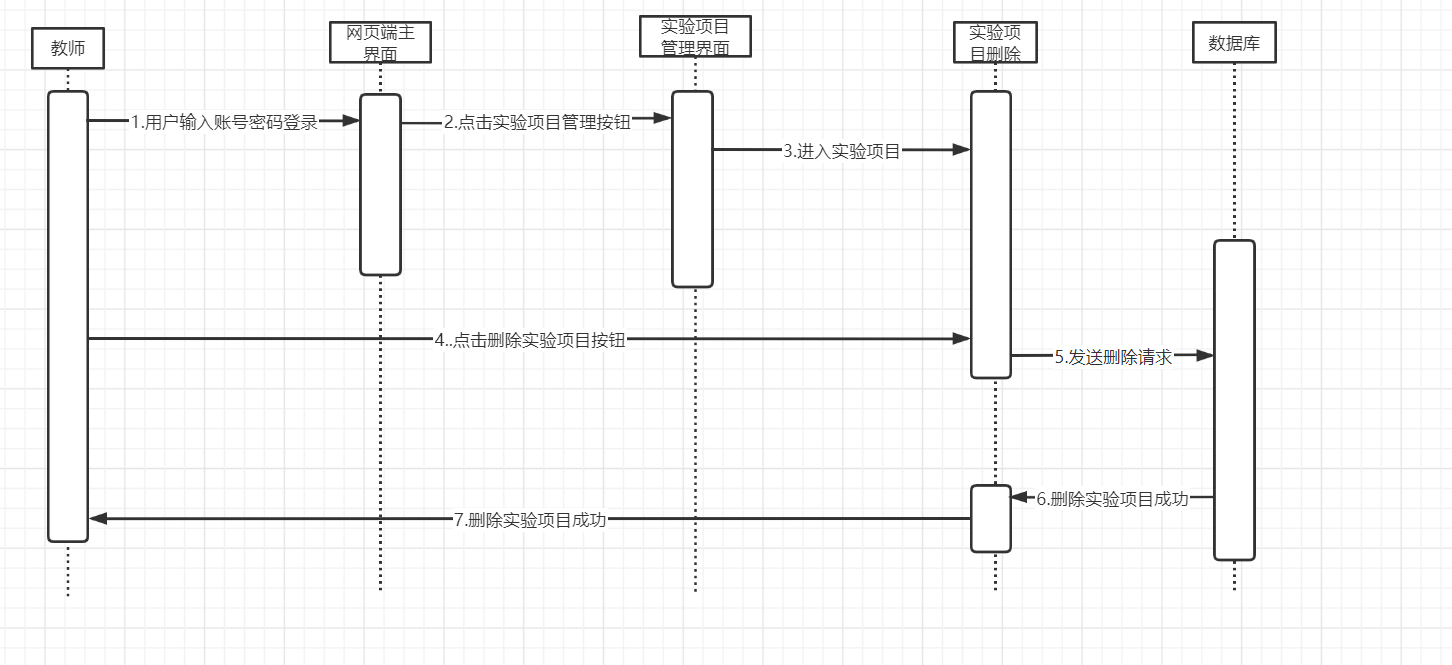 教师
网页端主
界面
实验项目
管理界面
实验项
目删除
数据库
1.用户输入账号密码登录
2.点击实验项目管理按钮
3.进入实验项目
4..点击删除实验项目按钮
5.发送删除请求
6.删除实验项目成功
7.删除实验项目成功